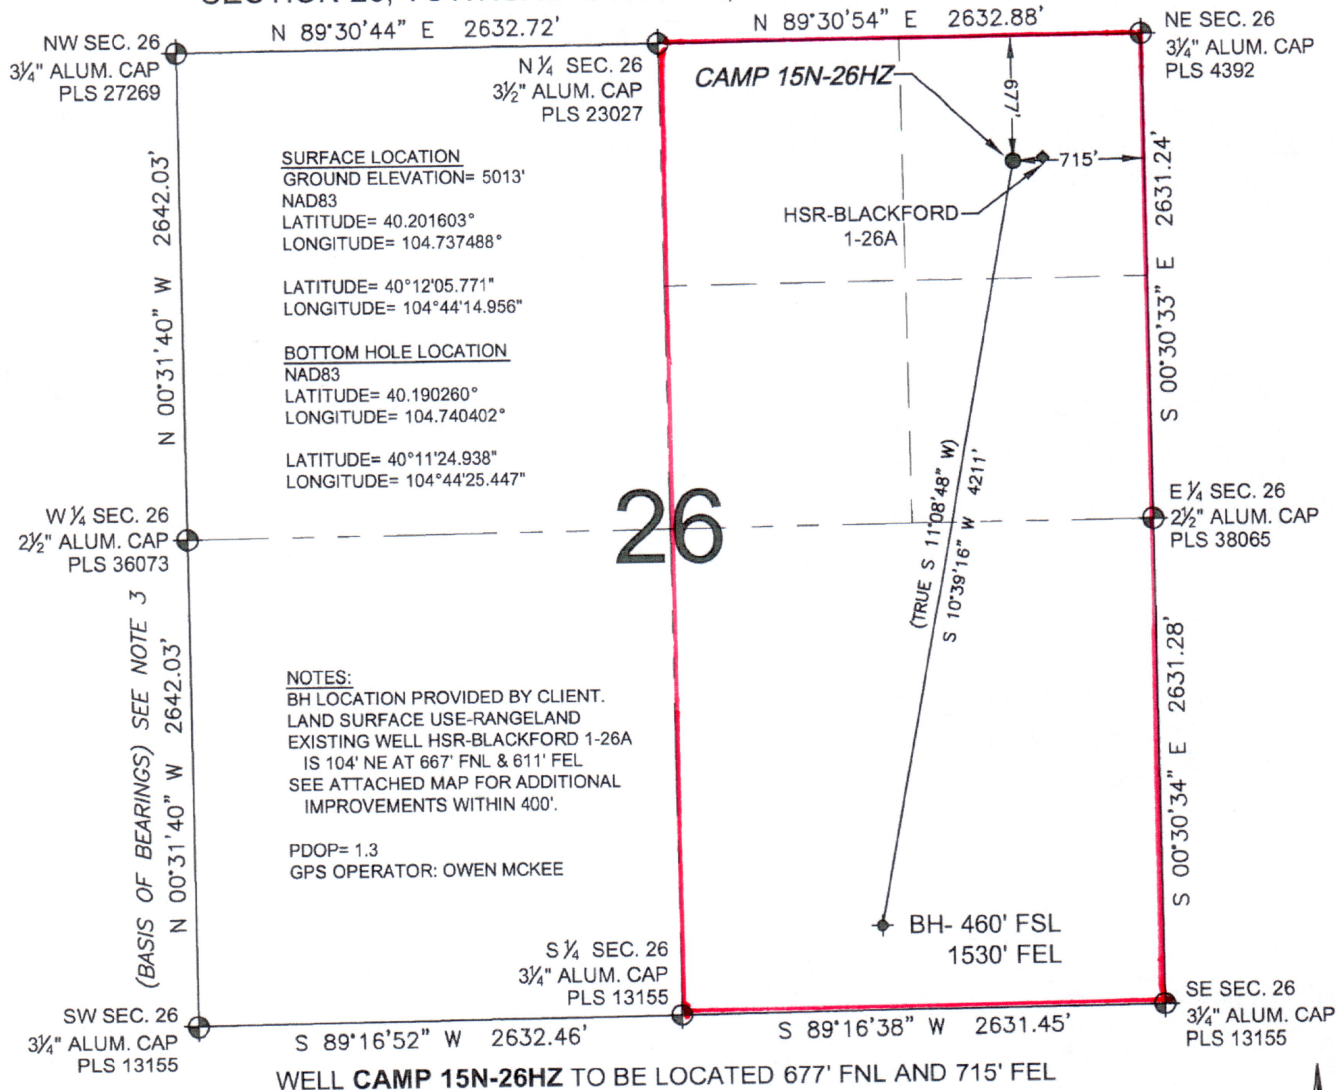 N 89°30'44" E 2632.72'
N 89°30'54" E 2632.88'
NW SEC. 26
3¼" ALUM. CAP
PLS 27269
N ¼ SEC. 26
3½" ALUM. CAP
PLS 23027
NE SEC. 26
3¼" ALUM. CAP
PLS 4392
CAMP 15N-26HZ
677'
715'
HSR-BLACKFORD
1-26A
SURFACE LOCATION
GROUND ELEVATION= 5013'
NAD83
LATITUDE= 40.201603°
LONGITUDE= 104.737488°
LATITUDE= 40°12'05.771"
LONGITUDE= 104°44'14.956"
BOTTOM HOLE LOCATION
NAD83
LATITUDE= 40.190260°
LONGITUDE= 104.740402°
LATITUDE= 40°11'24.938"
LONGITUDE= 104°44'25.447"
N 00°31'40" W 2642.03'
S 00°30'33" E 2631.24'
26
W ¼ SEC. 26
2½" ALUM. CAP
PLS 36073
E ¼ SEC. 26
2½" ALUM. CAP
PLS 38065
(TRUE S 11°08'48" W)
S 10°39'16" W 4211'
NOTES:
BH LOCATION PROVIDED BY CLIENT.
LAND SURFACE USE-RANGELAND
EXISTING WELL HSR-BLACKFORD 1-26A
IS 104' NE AT 667' FNL & 611' FEL
SEE ATTACHED MAP FOR ADDITIONAL
IMPROVEMENTS WITHIN 400'.
PDOP= 1.3
GPS OPERATOR: OWEN MCKEE
(BASIS OF BEARINGS) SEE NOTE 3
N 00°31'40" W 2642.03'
S 00°30'34" E 2631.28'
BH- 460' FSL
1530' FEL
S ¼ SEC. 26
3¼" ALUM. CAP
PLS 13155
SW SEC. 26
3¼" ALUM. CAP
PLS 13155
SE SEC. 26
3¼" ALUM. CAP
PLS 13155
S 89°16'52" W 2632.46'
S 89°16'38" W 2631.45'
WELL CAMP 15N-26HZ TO BE LOCATED 677' FNL AND 715' FEL